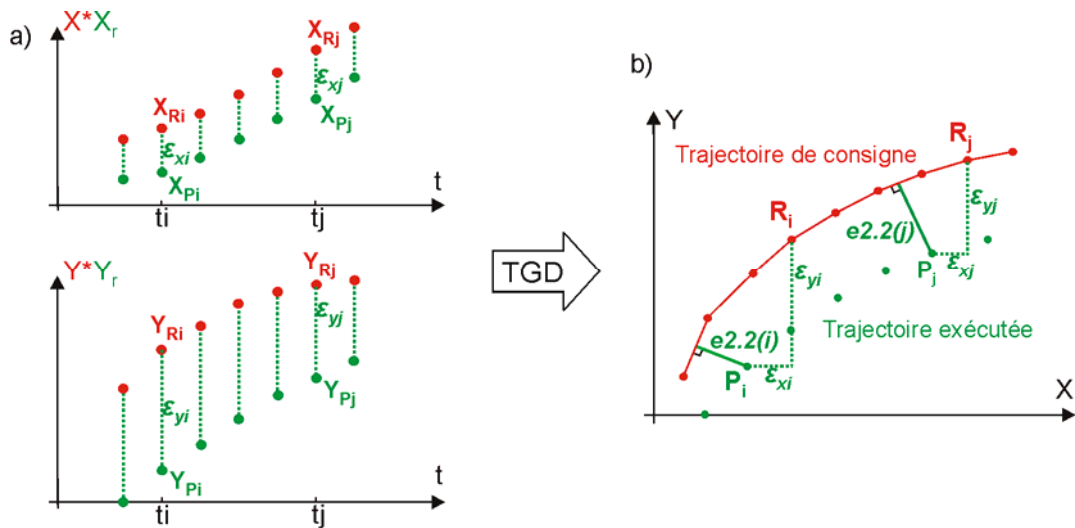 a)
X* X_r
X_Ri
ε_xi
X_Pi
X_Rj
ε_xj
X_Pj
t
ti
tj
Y* Y_r
Y_Ri
ε_yi
Y_Pi
Y_Rj
ε_yj
Y_Pj
t
ti
tj
TGD
b)
Y
Trajectoire de consigne
R_i
R_j
ε_yi
ε_yj
e2.2(j)
P_j
ε_xj
e2.2(i)
P_i
ε_xi
Trajectoire exécutée
X